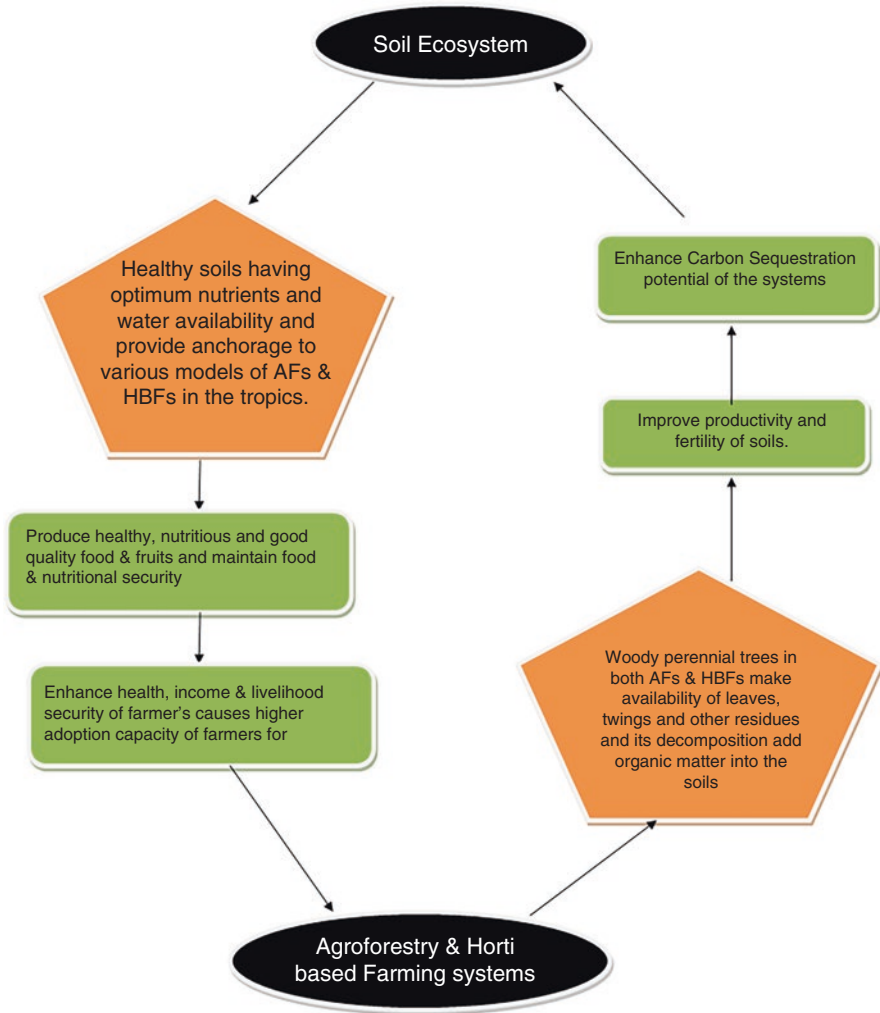 Soil Ecosystem
Healthy soils having
optimum nutrients and
water availability and
provide anchorage to
various models of AFs &
HBFs in the tropics.
Produce healthy, nutritious and good
quality food & fruits and maintain food
& nutritional security
Enhance health, income & livelihood
security of farmer's causes higher
adoption capacity of farmers for
Agroforestry & Horti
based Farming systems
Woody perennial trees in
both AFs & HBFs make
availability of leaves,
twings and other residues
and its decomposition add
organic matter into the
soils
Improve productivity and
fertility of soils.
Enhance Carbon Sequestration
potential of the systems